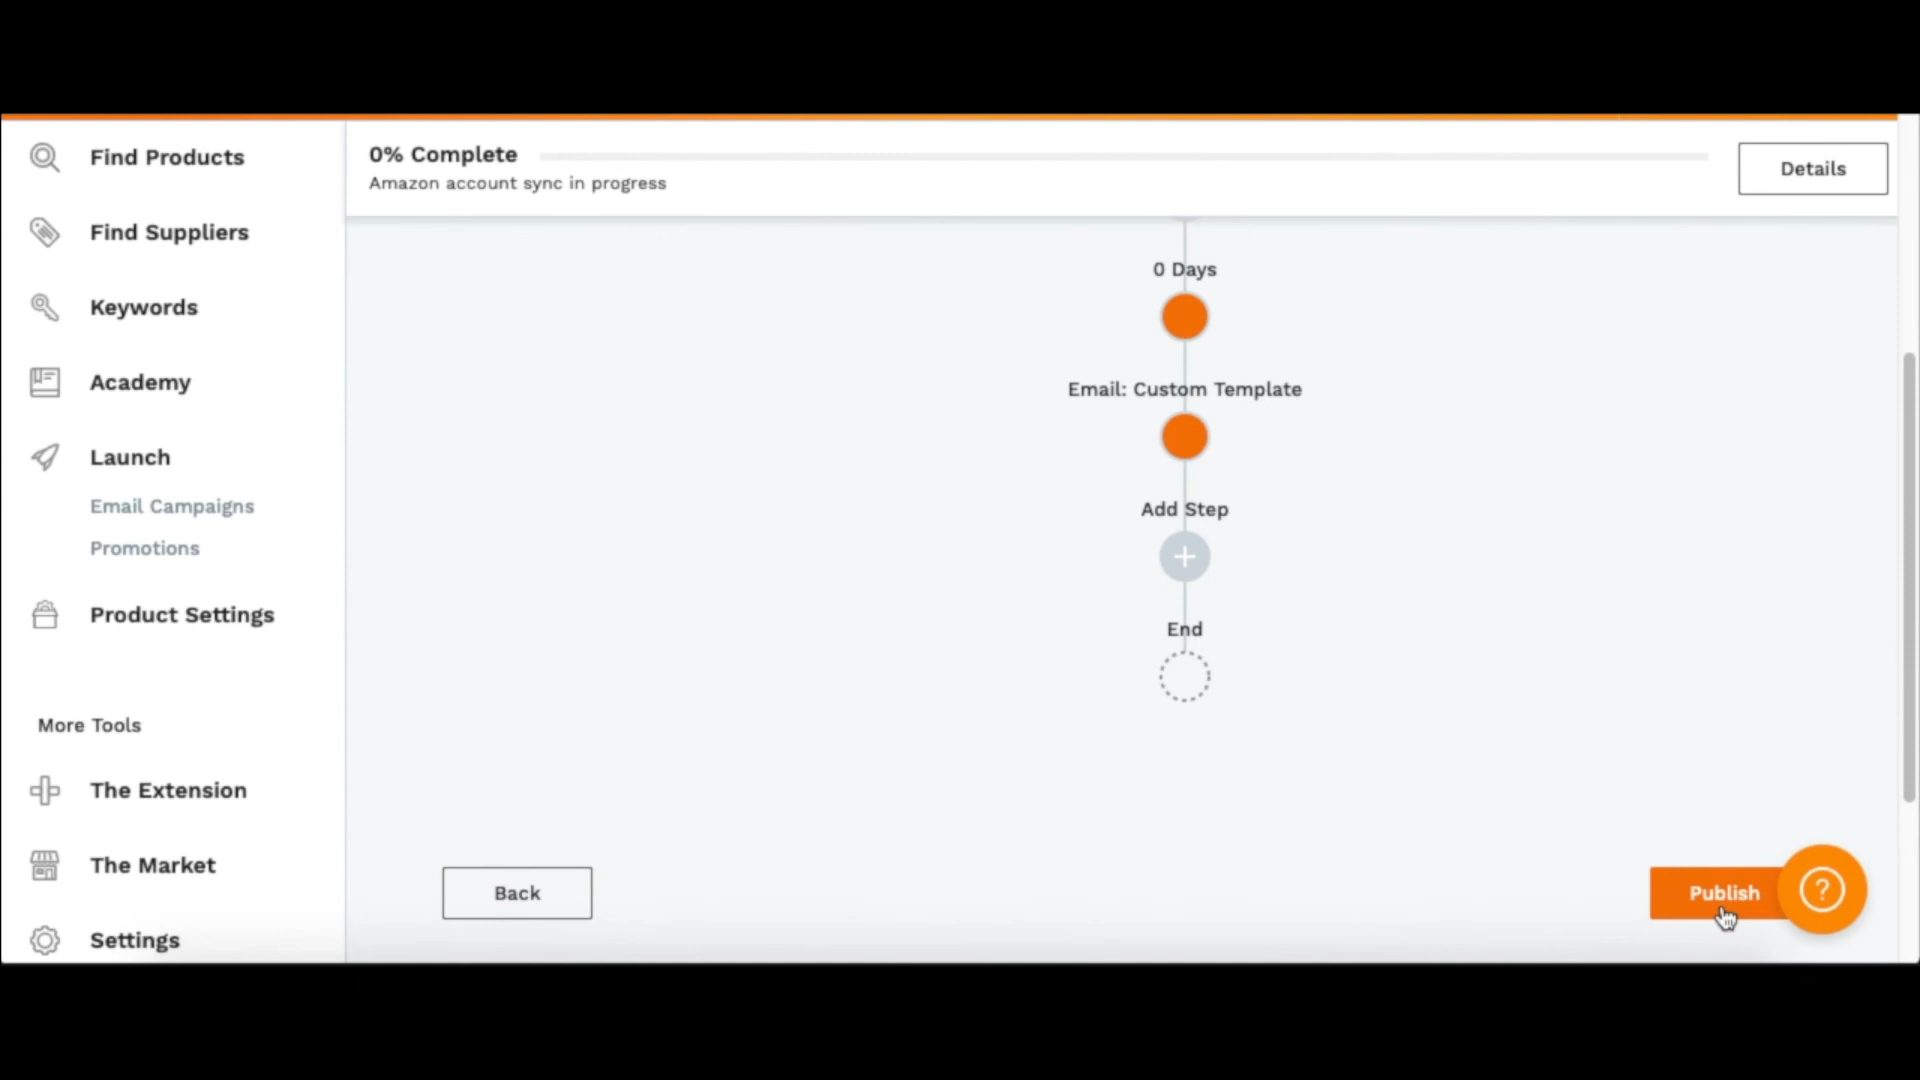 Find Products
Find Suppliers
Keywords
Academy
Launch
Email Campaigns
Promotions
Product Settings
More Tools
The Extension
The Market
Settings
0% Complete
Amazon account sync in progress
Details
0 Days
Email: Custom Template
Add Step
+
End
Back
Publish
?